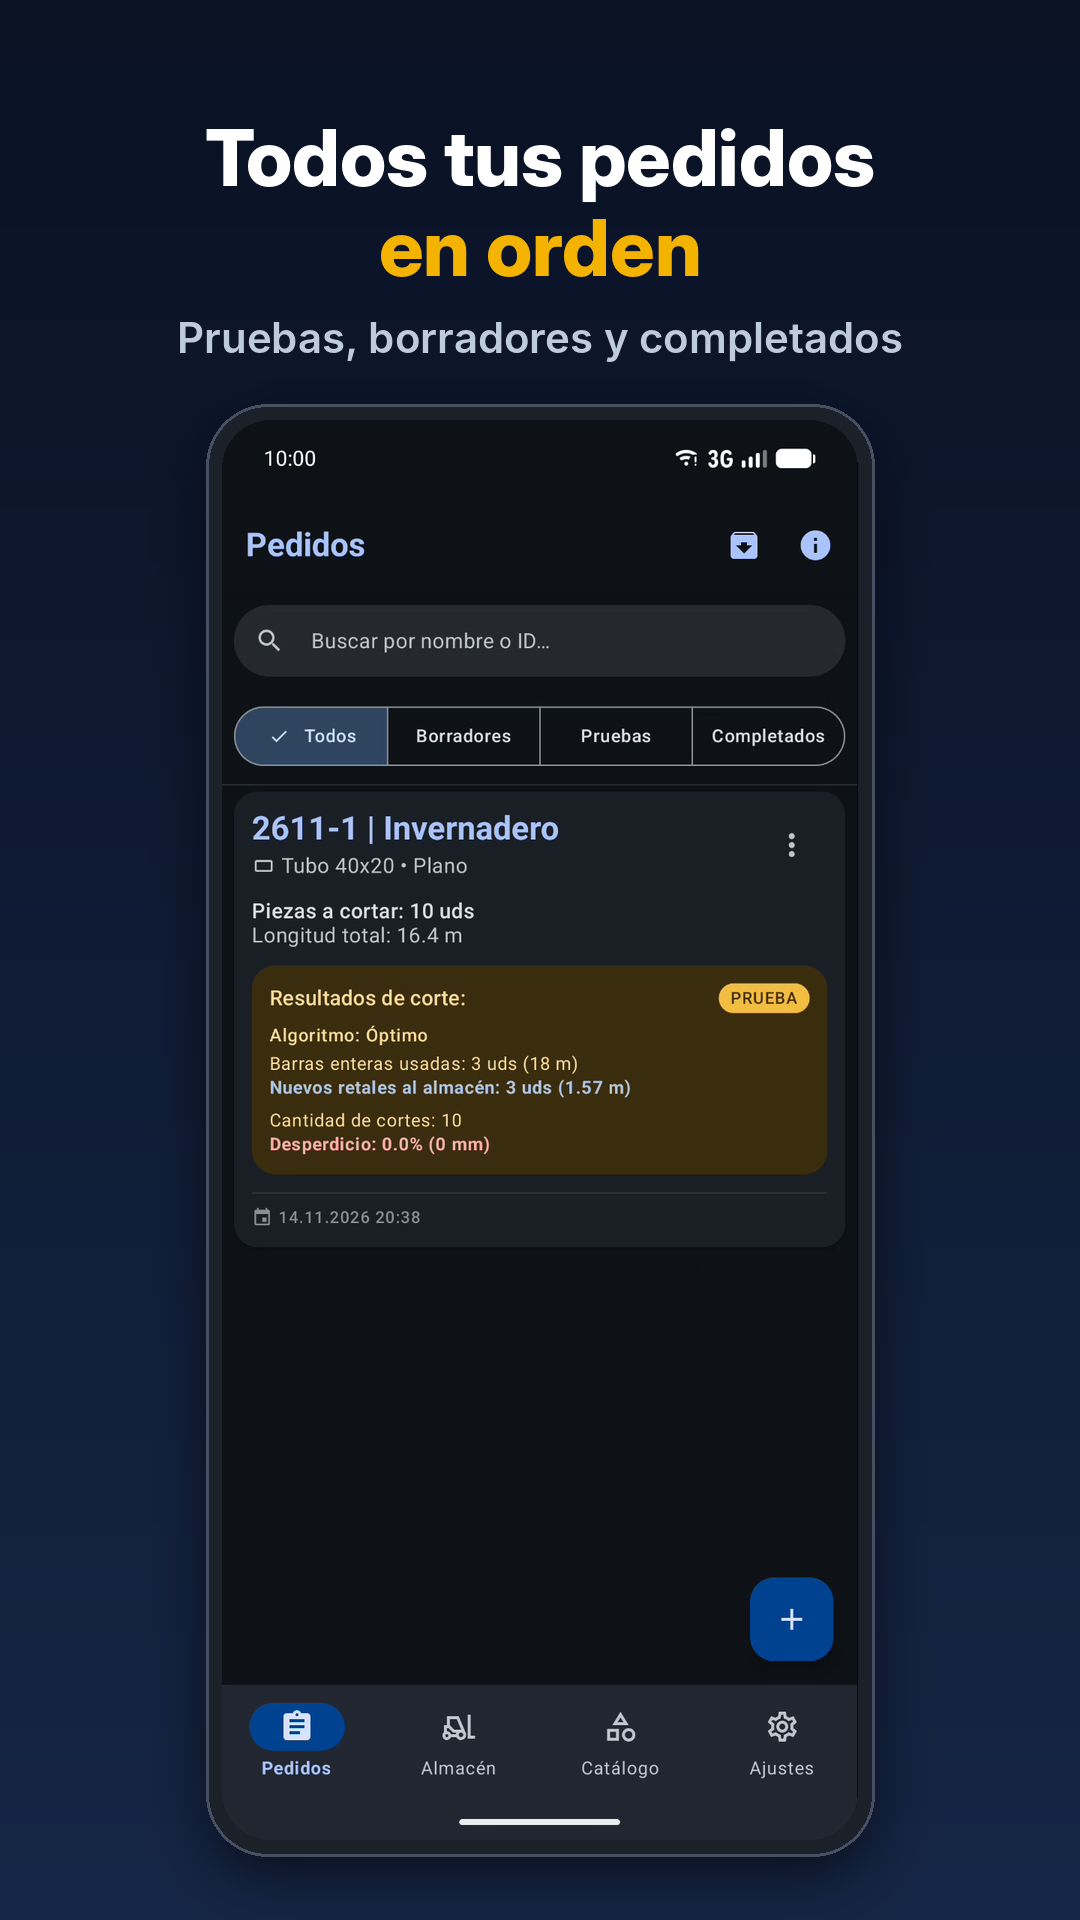 Todos tus pedidos
en orden
Pruebas, borradores y completados
10:00 3G
Pedidos
Buscar por nombre o ID...
Todos Borradores Pruebas Completados
2611-1 | Invernadero
Tubo 40x20 • Plano
Piezas a cortar: 10 uds
Longitud total: 16.4 m
Resultados de corte: PRUEBA
Algoritmo: Óptimo
Barras enteras usadas: 3 uds (18 m)
Nuevos retales al almacén: 3 uds (1.57 m)
Cantidad de cortes: 10
Desperdicio: 0.0% (0 mm)
14.11.2026 20:38
Pedidos Almacén Catálogo Ajustes